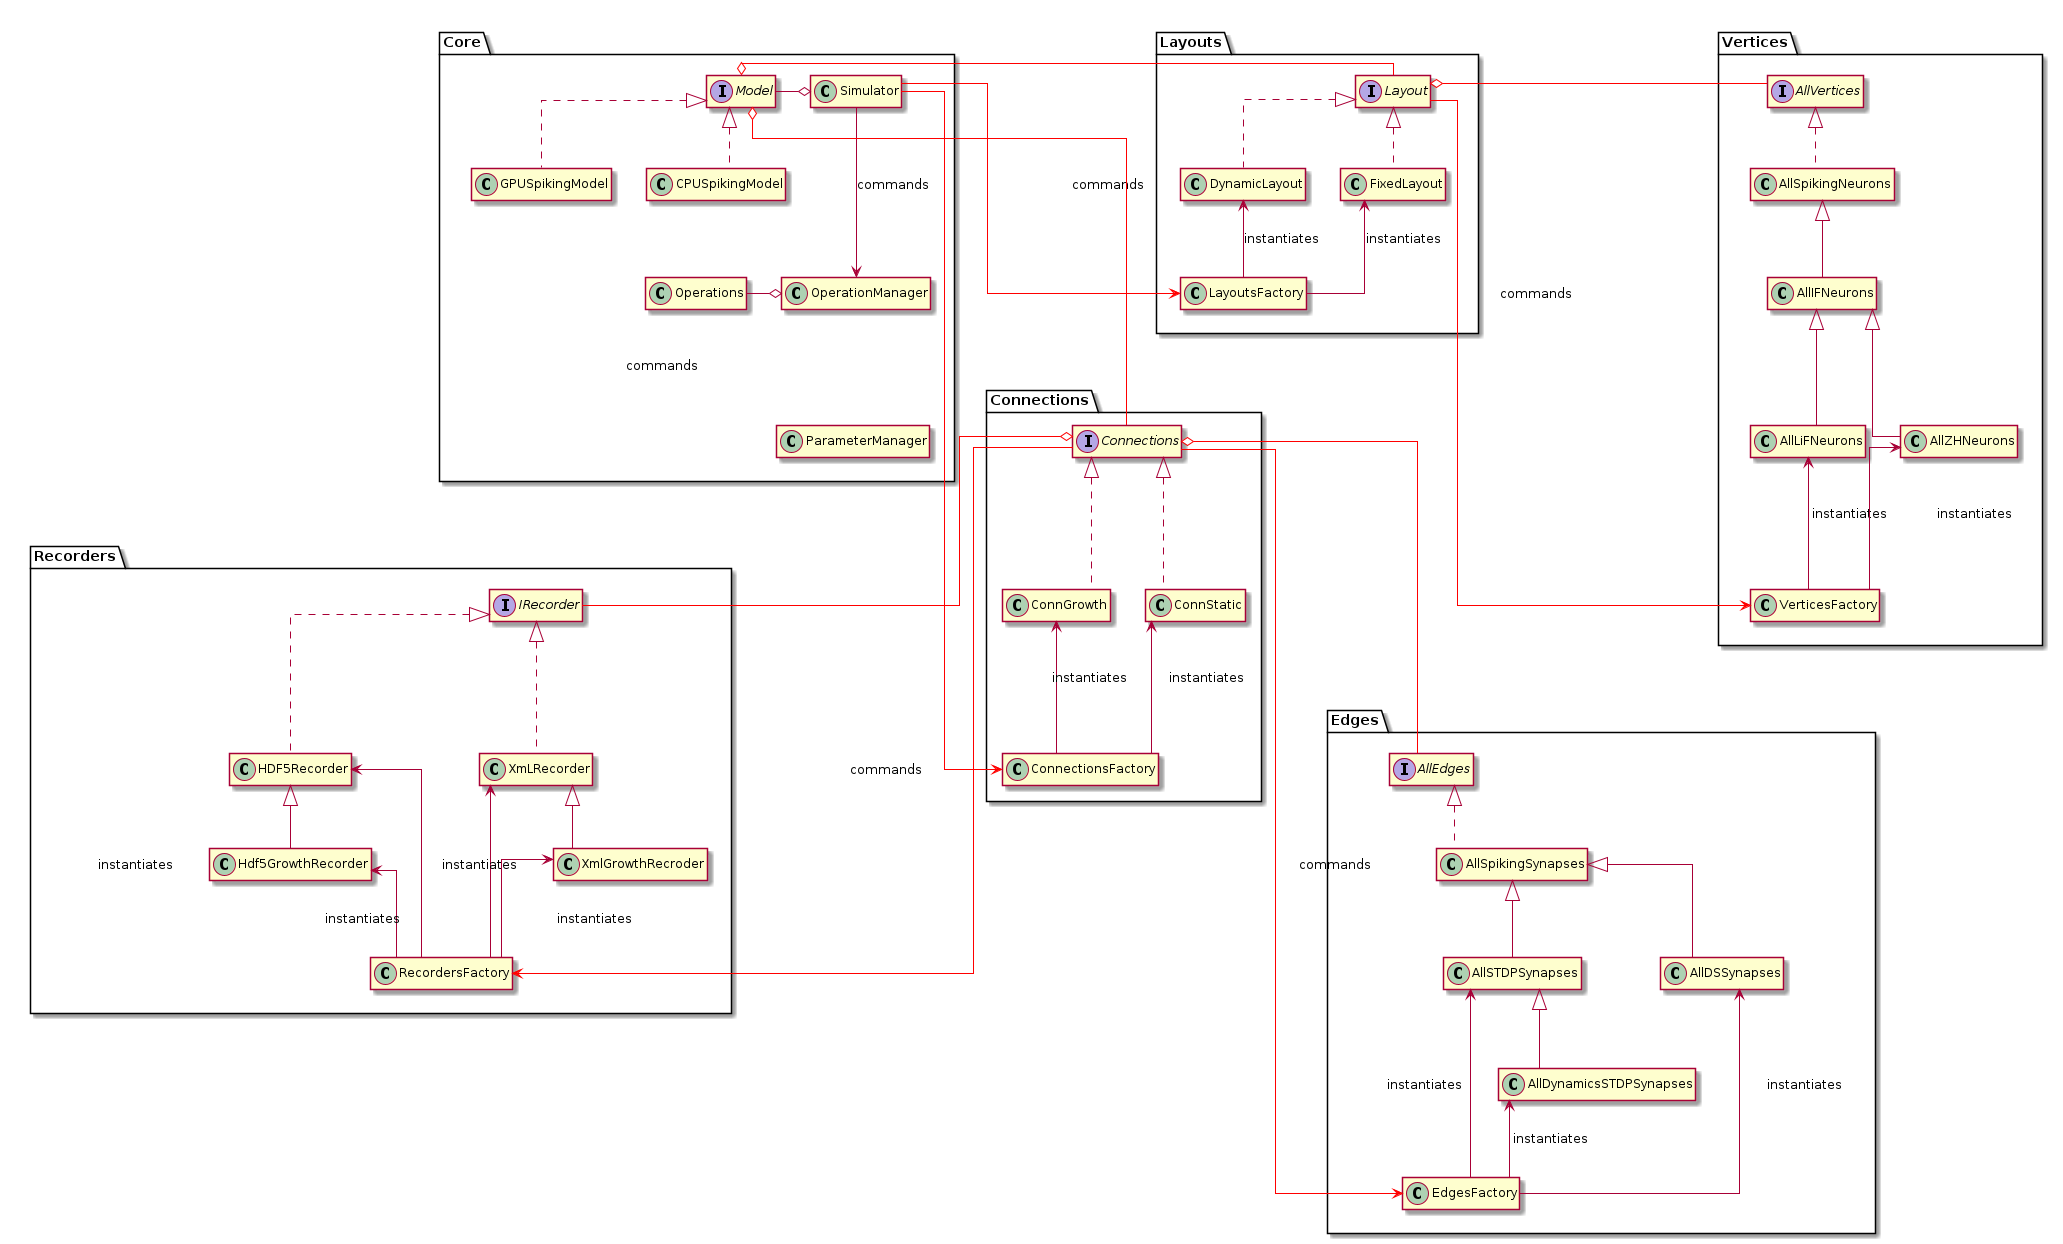 Core
Layouts
Vertices
I Model
C Simulator
I Layout
I AllVertices
C GPUSpikingModel
C CPUSpikingModel
commands
commands
C DynamicLayout
C FixedLayout
C AllSpikingNeurons
instantiates
instantiates
C Operations
C OperationManager
C LayoutsFactory
commands
C AllIFNeurons
commands
Connections
C ParameterManager
I Connections
C AllLiFNeurons
C AllZHNeurons
instantiates
instantiates
Recorders
I IRecorder
C ConnGrowth
C ConnStatic
C VerticesFactory
instantiates
instantiates
Edges
C HDF5Recorder
C XmLRecorder
commands
C ConnectionsFactory
I AllEdges
instantiates
C Hdf5GrowthRecorder
instantiates
C XmlGrowthRecroder
commands
C AllSpikingSynapses
instantiates
instantiates
C RecordersFactory
C AllSTDPSynapses
C AllDSSynapses
instantiates
C AllDynamicsSTDPSynapses
instantiates
instantiates
C EdgesFactory